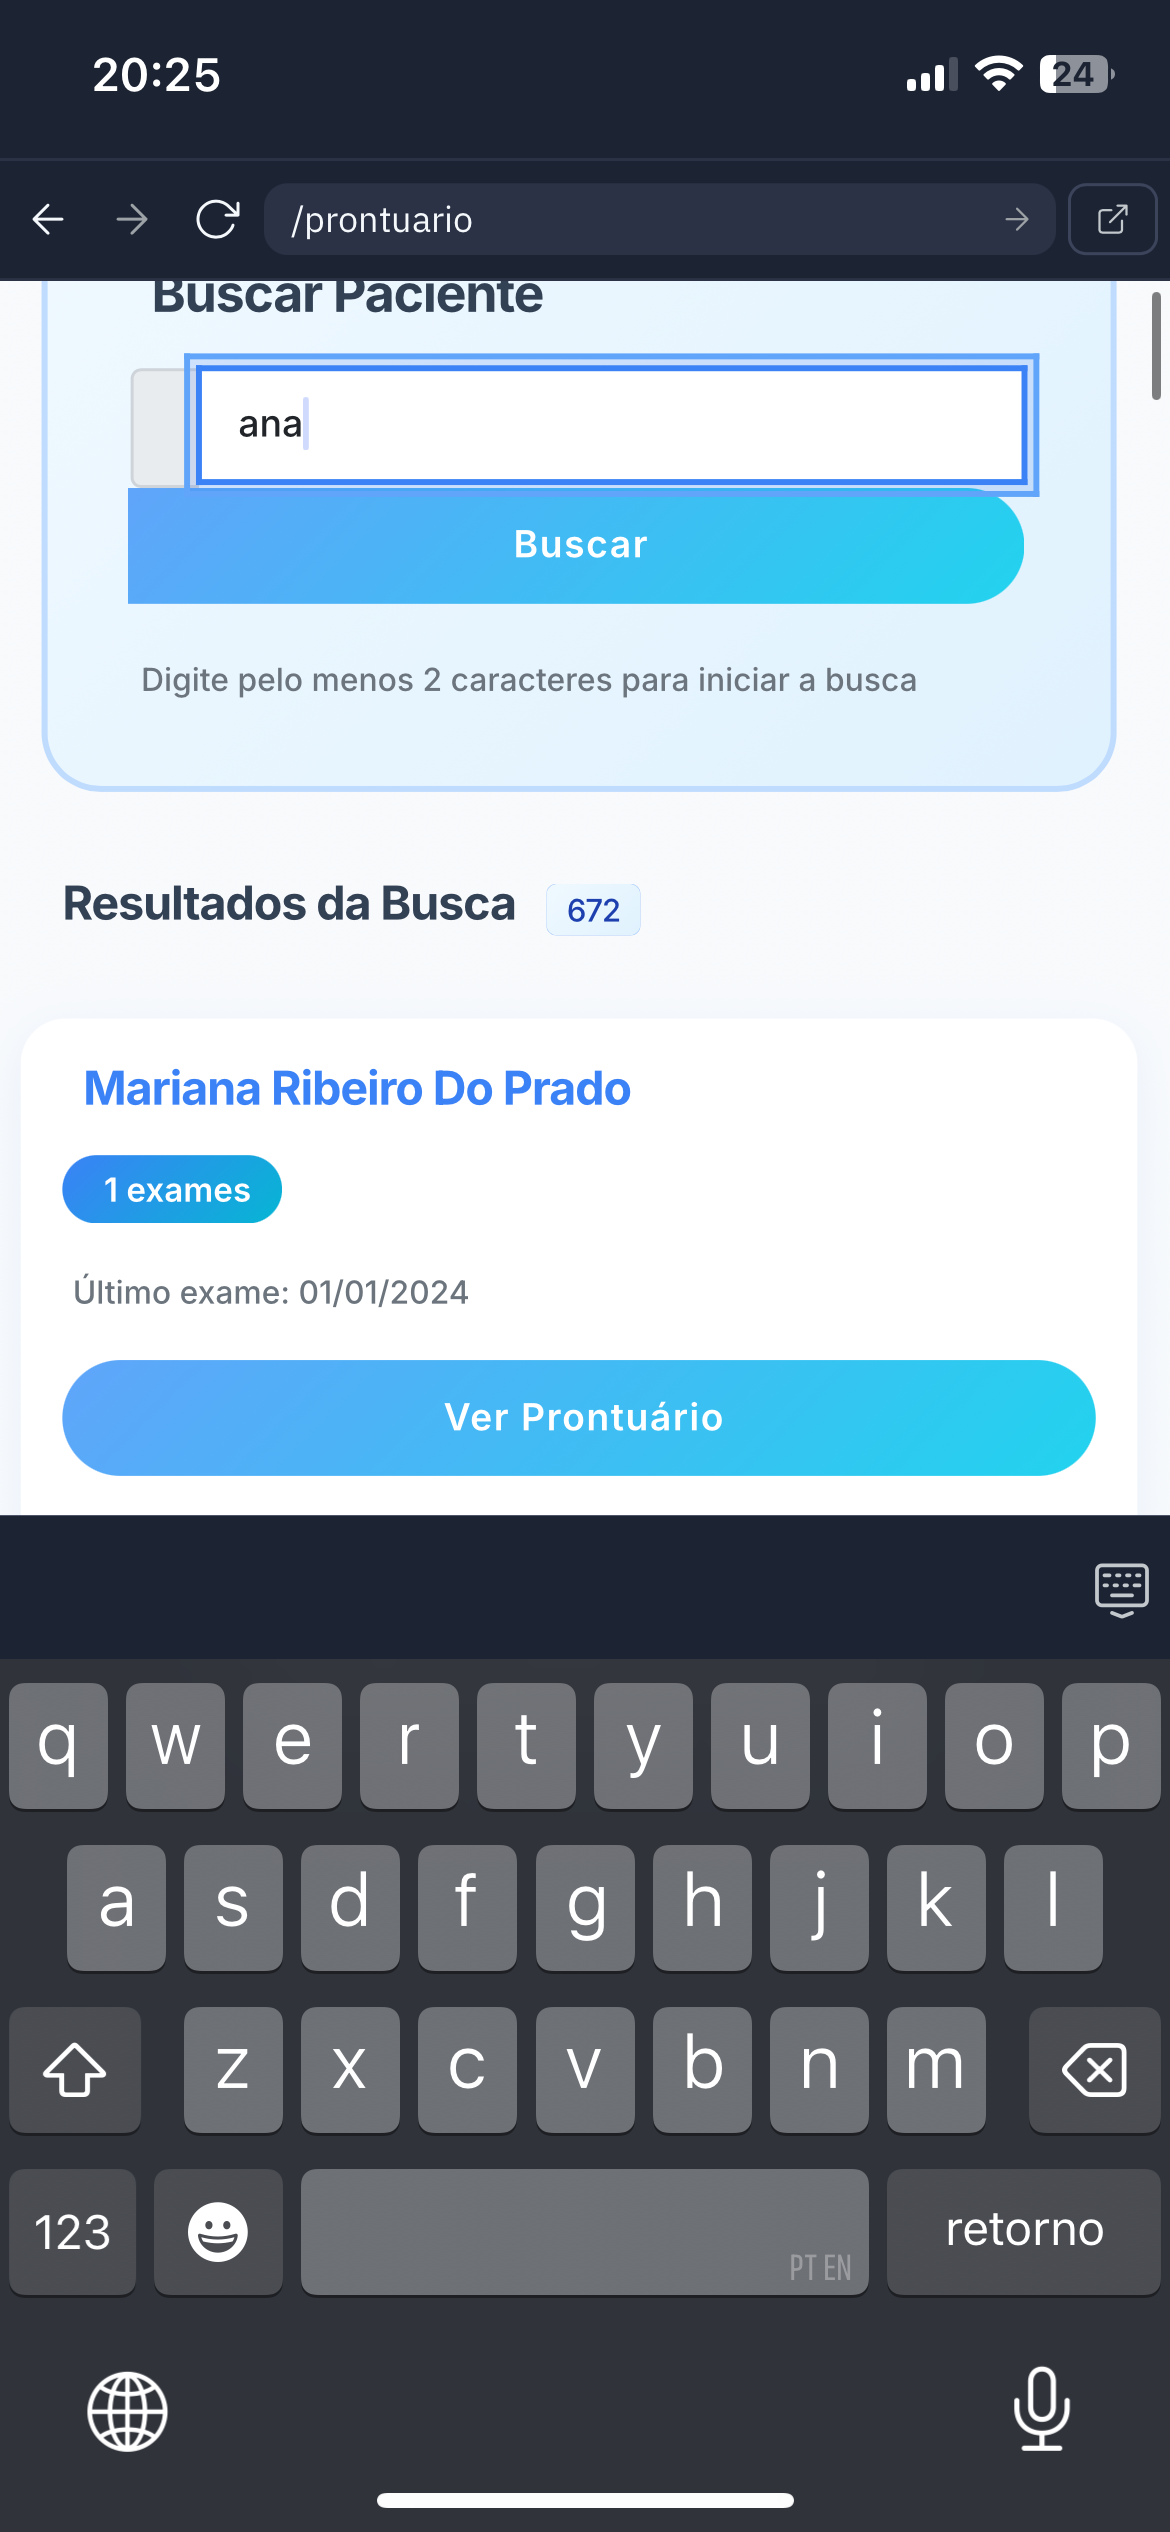 20:25
24
/prontuario
Buscar Paciente
ana
Buscar
Digite pelo menos 2 caracteres para iniciar a busca
Resultados da Busca 672
Mariana Ribeiro Do Prado
1 exames
Último exame: 01/01/2024
Ver Prontuário
q w e r t y u i o p
a s d f g h j k l
z x c v b n m
123 PT EN retorno